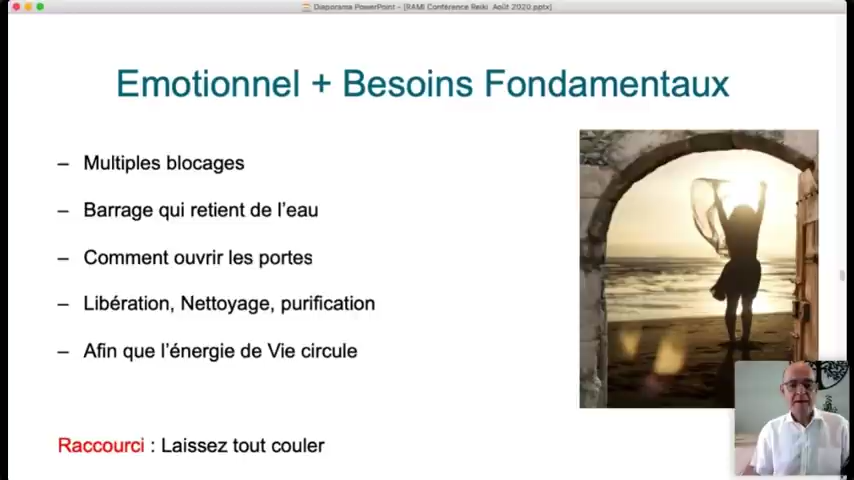 Diaporama PowerPoint - [RAMI Conférence Reiki Août 2020.pptx]
Emotionnel + Besoins Fondamentaux
– Multiples blocages
– Barrage qui retient de l’eau
– Comment ouvrir les portes
– Libération, Nettoyage, purification
– Afin que l’énergie de Vie circule
Raccourci : Laissez tout couler